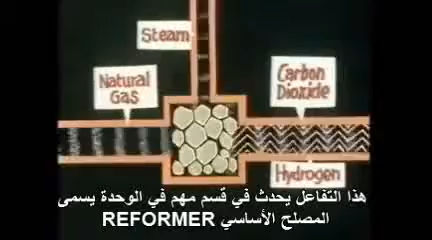 Steam
Natural
Gas
Carbon
Dioxide
Hydrogen
هذا التفاعل يحدث في قسم مهم في الوحدة يسمى
المصلح الأساسي REFORMER